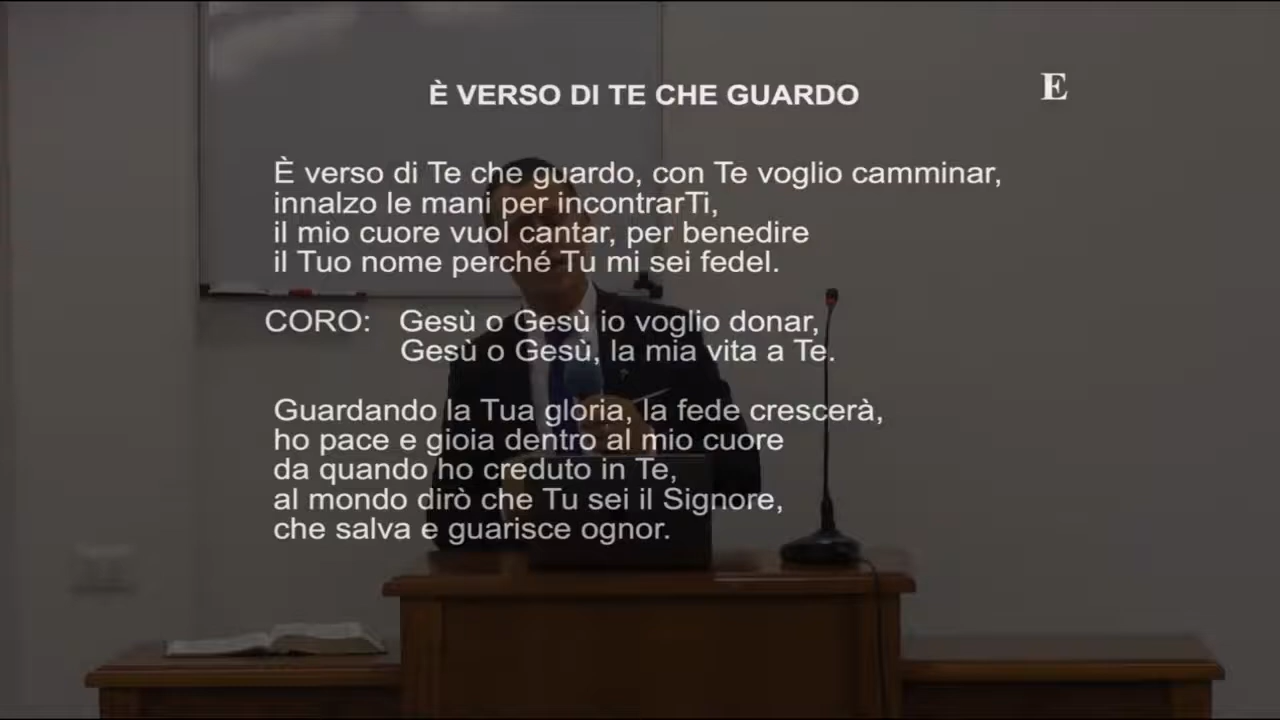 È VERSO DI TE CHE GUARDO
E
È verso di Te che guardo, con Te voglio camminar,
innalzo le mani per incontrarTi,
il mio cuore vuol cantar, per benedire
il Tuo nome perché Tu mi sei fedel.
CORO: Gesù o Gesù io voglio donar,
Gesù o Gesù, la mia vita a Te.
Guardando la Tua gloria, la fede crescerà,
ho pace e gioia dentro al mio cuore
da quando ho creduto in Te,
al mondo dirò che Tu sei il Signore,
che salva e guarisce ognor.